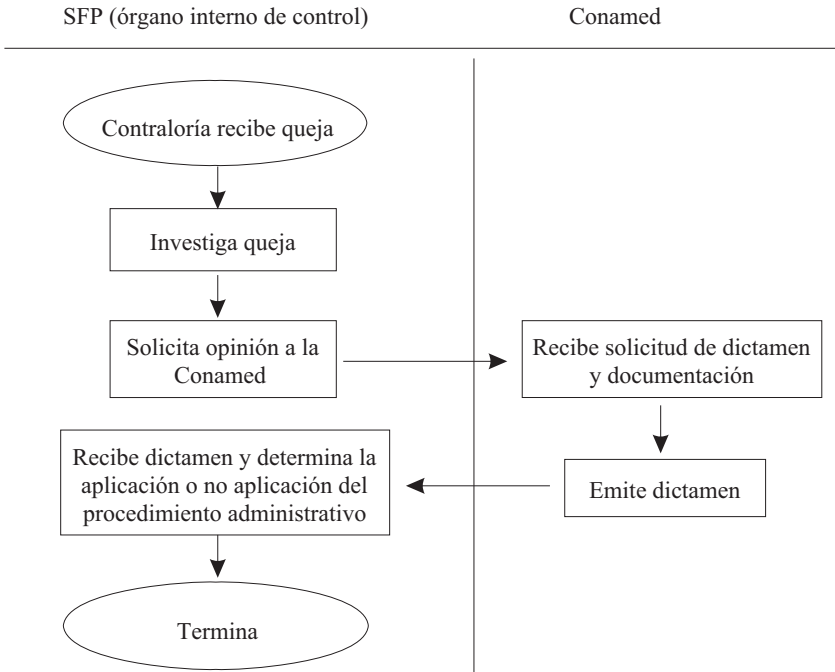 SFP (órgano interno de control)
Conamed
Contraloría recibe queja
Investiga queja
Solicita opinión a la
Conamed
Recibe solicitud de dictamen
y documentación
Emite dictamen
Recibe dictamen y determina la
aplicación o no aplicación del
procedimiento administrativo
Termina